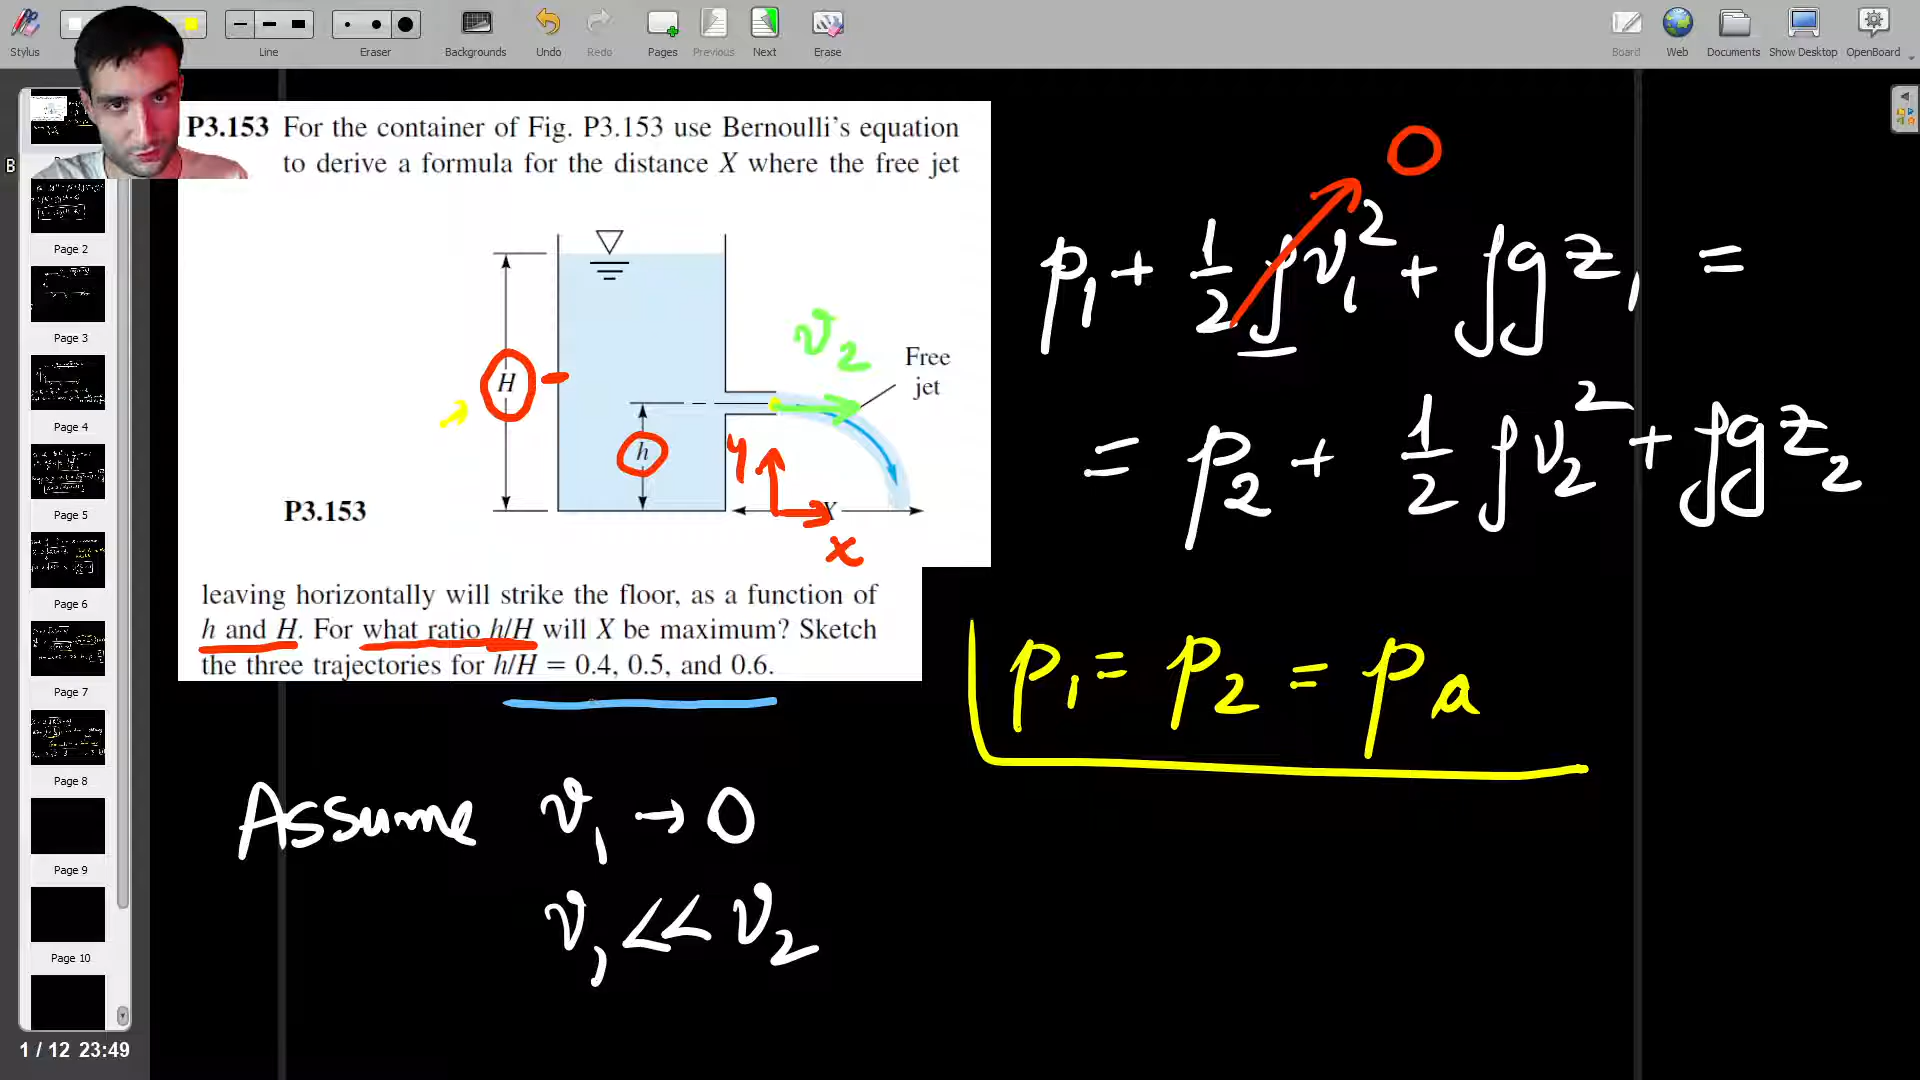 Stylus
Line
Eraser
Backgrounds
Undo
Redo
Pages
Previous
Next
Erase
Board
Web
Documents
Show Desktop
OpenBoard
B
Page 2
Page 3
Page 4
Page 5
Page 6
Page 7
Page 8
Page 9
Page 10
1 / 12 23:49
P3.153 For the container of Fig. P3.153 use Bernoulli's equation
to derive a formula for the distance X where the free jet
H
h
v2
Free
jet
y
X
x
P3.153
leaving horizontally will strike the floor, as a function of
h and H. For what ratio h/H will X be maximum? Sketch
the three trajectories for h/H = 0.4, 0.5, and 0.6.
Assume v₁ → 0
v₁ << v₂
0
p₁ + 1/2 ρ v₁² + ρ g z₁ =
= p₂ + 1/2 ρ v₂² + ρ g z₂
p₁ = p₂ = pa